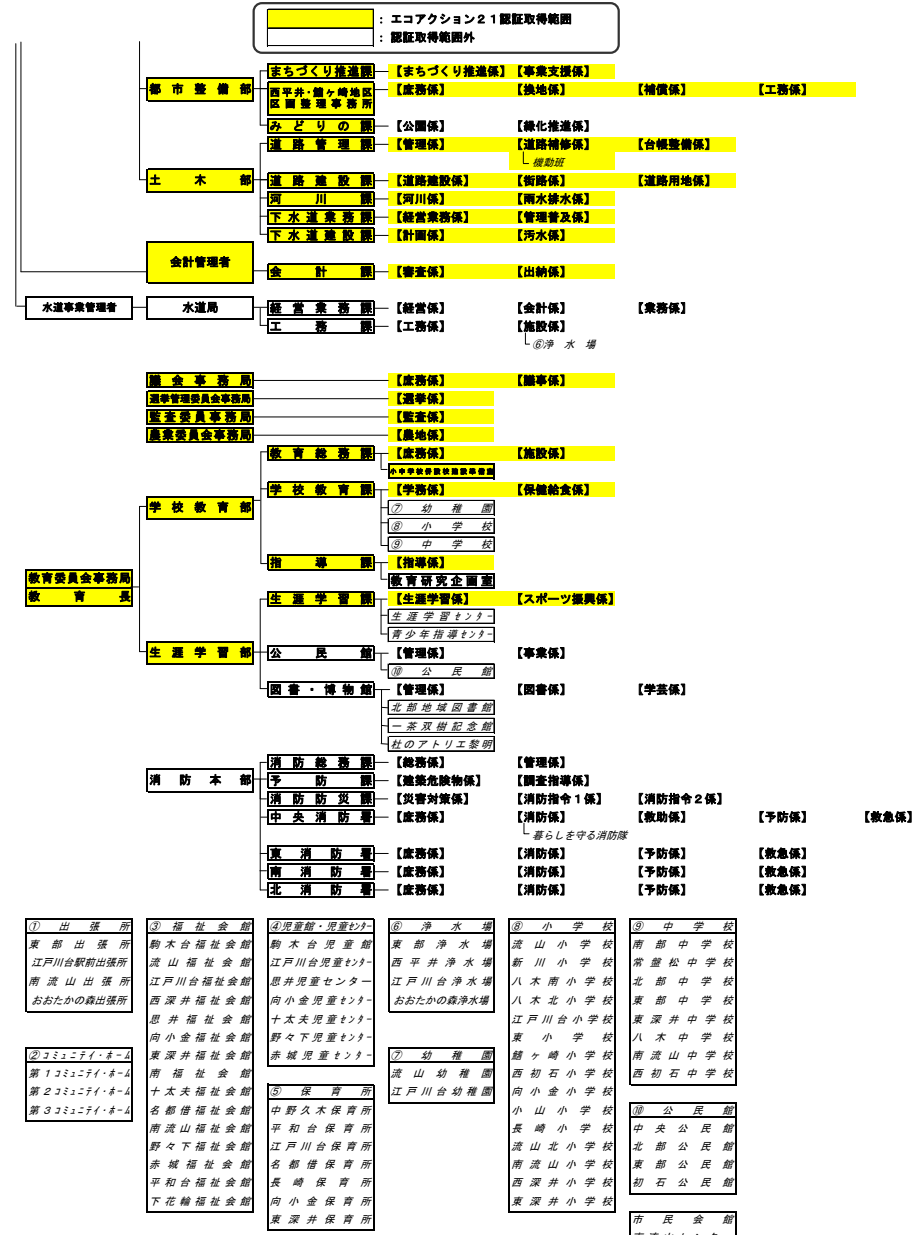 ：エコアクション２１認証取得範囲
：認証取得範囲外
まちづくり推進課 【まちづくり推進係】 【事業支援係】
都市整備部 西平井・鰭ヶ崎地区 【庶務係】 【換地係】 【補償係】 【工務係】
区画整理事務所
みどりの課 【公園係】 【緑化推進係】
道路管理課 【管理係】 【道路補修係】 【台帳整備係】
機動班
土木部 道路建設課 【道路建設係】 【街路係】 【道路用地係】
河川課 【河川係】 【雨水排水係】
下水道業務課 【経営業務係】 【管理普及係】
下水道建設課 【計画係】 【汚水係】
会計管理者
会計課 【審査係】 【出納係】
水道事業管理者 水道局 経営業務課 【経営係】 【会計係】 【業務係】
工務課 【工務係】 【施設係】
⑥浄水場
議会事務局 【庶務係】 【議事係】
選挙管理委員会事務局 【選挙係】
監査委員事務局 【監査係】
農業委員会事務局 【農地係】
教育総務課 【庶務係】 【施設係】
小中学校併設校建設準備室
学校教育課 【学務係】 【保健給食係】
学校教育部 ⑦幼稚園
⑧小学校
⑨中学校
指導課 【指導係】
教育委員会事務局 教育研究企画室
教育長 生涯学習課 【生涯学習係】 【スポーツ振興係】
生涯学習センター
青少年指導センター
生涯学習部 公民館 【管理係】 【事業係】
⑩公民館
図書・博物館 【管理係】 【図書係】 【学芸係】
北部地域図書館
一茶双樹記念館
杜のアトリエ黎明
消防総務課 【総務係】 【管理係】
消防本部 予防課 【建築危険物係】 【調査指導係】
消防防災課 【災害対策係】 【消防指令１係】 【消防指令２係】
中央消防署 【庶務係】 【消防係】 【救助係】 【予防係】 【救急係】
暮らしを守る消防隊
東消防署 【庶務係】 【消防係】 【予防係】 【救急係】
南消防署 【庶務係】 【消防係】 【予防係】 【救急係】
北消防署 【庶務係】 【消防係】 【予防係】 【救急係】
①出張所
東部出張所
江戸川台駅前出張所
南流山出張所
おおたかの森出張所
②コミュニティ・ホーム
第１コミュニティ・ホーム
第２コミュニティ・ホーム
第３コミュニティ・ホーム
③福祉会館
駒木台福祉会館
流山福祉会館
江戸川台福祉会館
西深井福祉会館
思井福祉会館
向小金福祉会館
東深井福祉会館
南福祉会館
十太夫福祉会館
名都借福祉会館
南流山福祉会館
野々下福祉会館
赤城福祉会館
平和台福祉会館
下花輪福祉会館
④児童館・児童センター
駒木台児童館
江戸川台児童センター
思井児童センター
向小金児童センター
十太夫児童センター
野々下児童センター
赤城児童センター
⑤保育所
中野久木保育所
平和台保育所
江戸川台保育所
名都借保育所
長崎保育所
向小金保育所
東深井保育所
⑥浄水場
東部浄水場
西平井浄水場
江戸川台浄水場
おおたかの森浄水場
⑦幼稚園
流山幼稚園
江戸川台幼稚園
⑧小学校
流山小学校
新川小学校
八木南小学校
八木北小学校
江戸川台小学校
東小学校
鰭ヶ崎小学校
西初石小学校
向小金小学校
小山小学校
長崎小学校
流山北小学校
南流山小学校
西深井小学校
東深井小学校
⑨中学校
南部中学校
常盤松中学校
北部中学校
東部中学校
東深井中学校
八木中学校
南流山中学校
西初石中学校
⑩公民館
中央公民館
北部公民館
東部公民館
初石公民館
市民会館